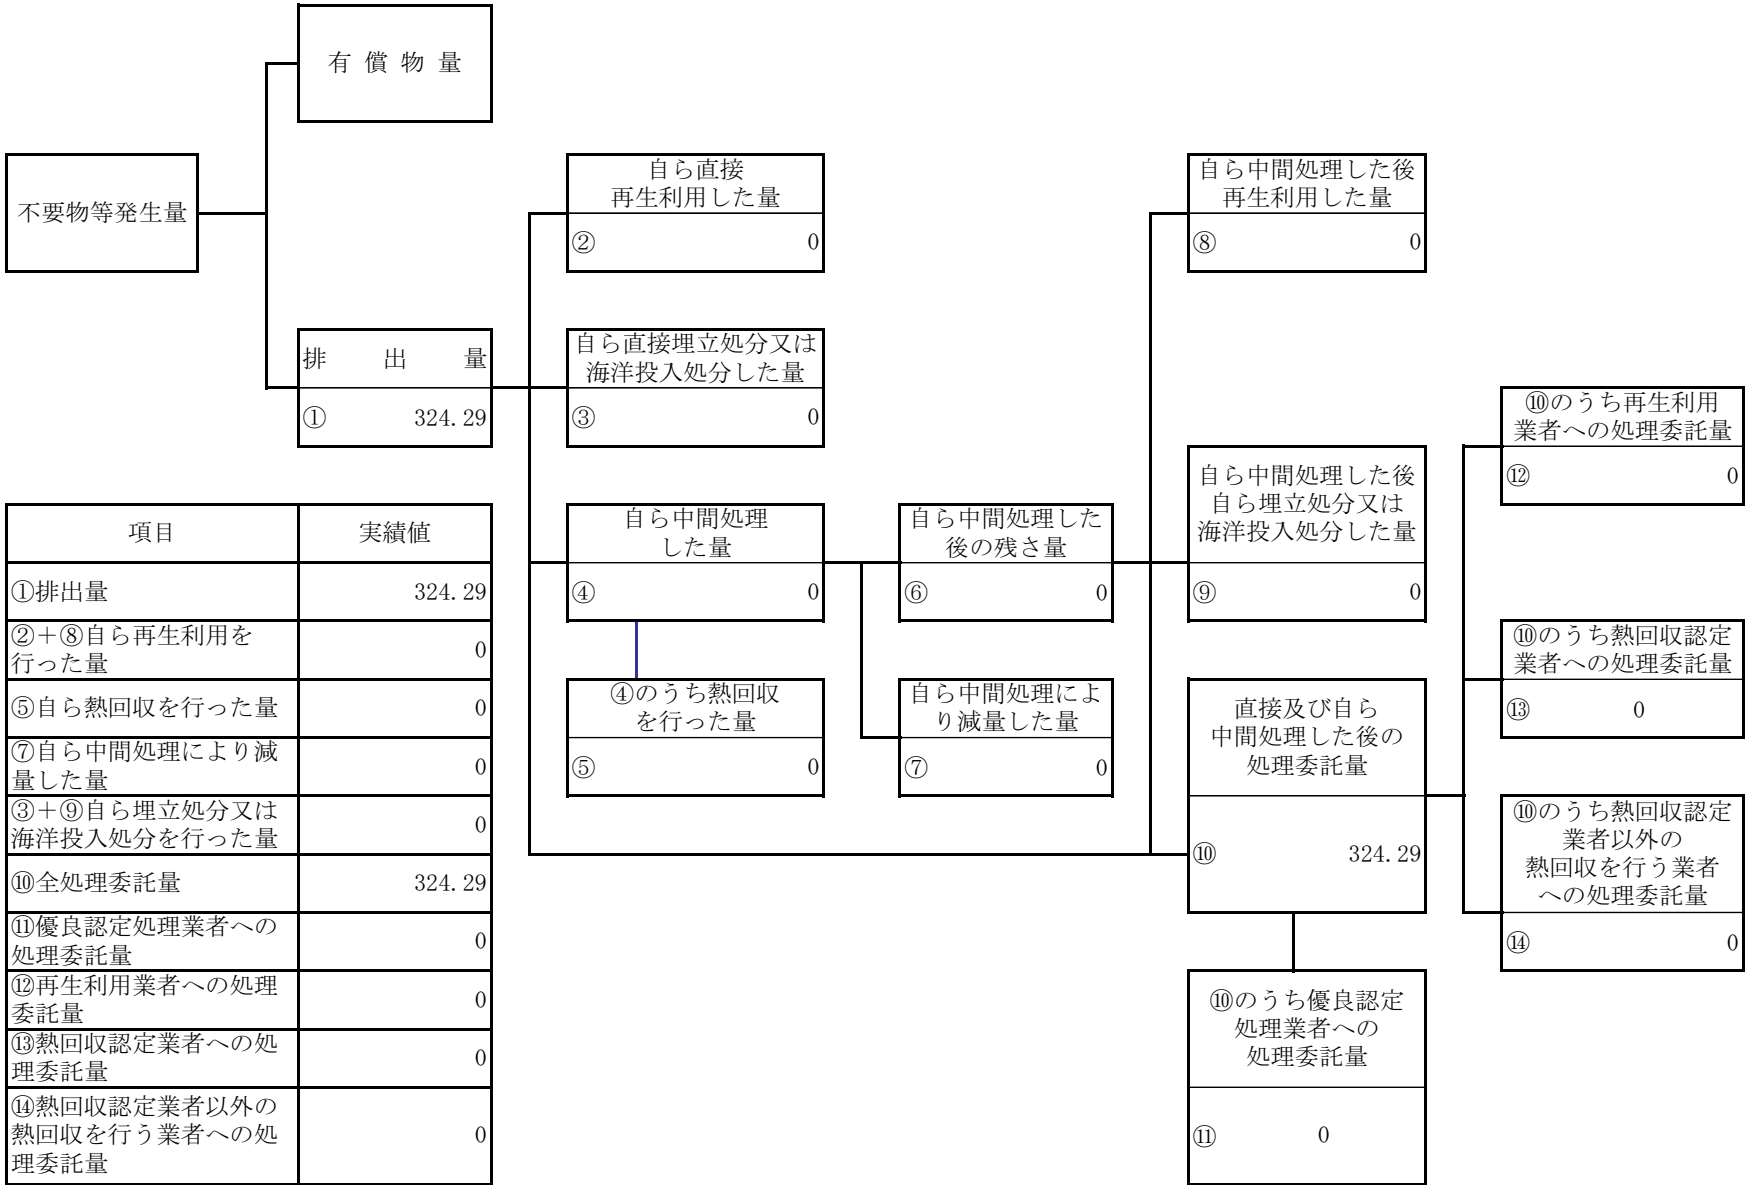 有償物量
不要物等発生量
自ら直接
再生利用した量
② 0
自ら中間処理した後
再生利用した量
⑧ 0
排出量
① 324.29
自ら直接埋立処分又は
海洋投入処分した量
③ 0
⑩のうち再生利用
業者への処理委託量
⑫ 0
自ら中間処理した後
自ら埋立処分又は
海洋投入処分した量
⑨ 0
自ら中間処理
した量
④ 0
自ら中間処理した
後の残さ量
⑥ 0
⑩のうち熱回収認定
業者への処理委託量
⑬ 0
④のうち熱回収
を行った量
⑤ 0
自ら中間処理によ
り減量した量
⑦ 0
直接及び自ら
中間処理した後の
処理委託量
⑩ 324.29
⑩のうち熱回収認定
業者以外の
熱回収を行う業者
への処理委託量
⑭ 0
⑩のうち優良認定
処理業者への
処理委託量
⑪ 0
項目 実績値
①排出量 324.29
②+⑧自ら再生利用を
行った量 0
⑤自ら熱回収を行った量 0
⑦自ら中間処理により減
量した量 0
③+⑨自ら埋立処分又は
海洋投入処分を行った量 0
⑩全処理委託量 324.29
⑪優良認定処理業者への
処理委託量 0
⑫再生利用業者への処理
委託量 0
⑬熱回収認定業者への処
理委託量 0
⑭熱回収認定業者以外の
熱回収を行う業者への処 0
理委託量